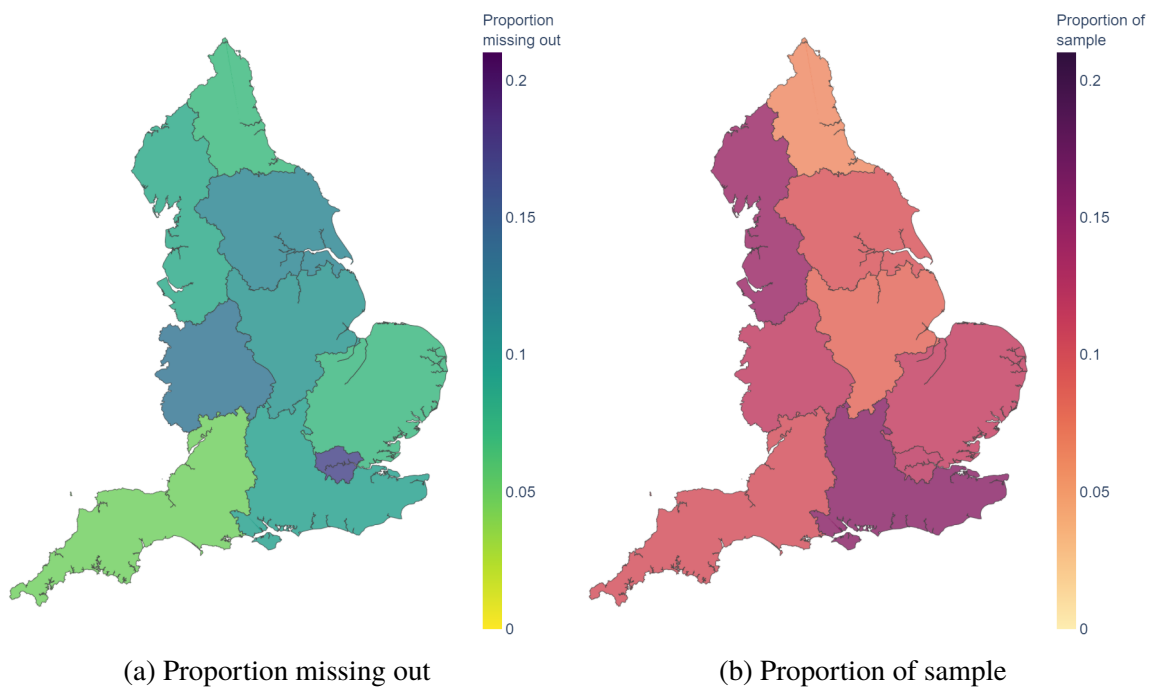 Proportion
missing out
0.2
0.15
0.1
0.05
0
Proportion of
sample
0.2
0.15
0.1
0.05
0
(a) Proportion missing out
(b) Proportion of sample